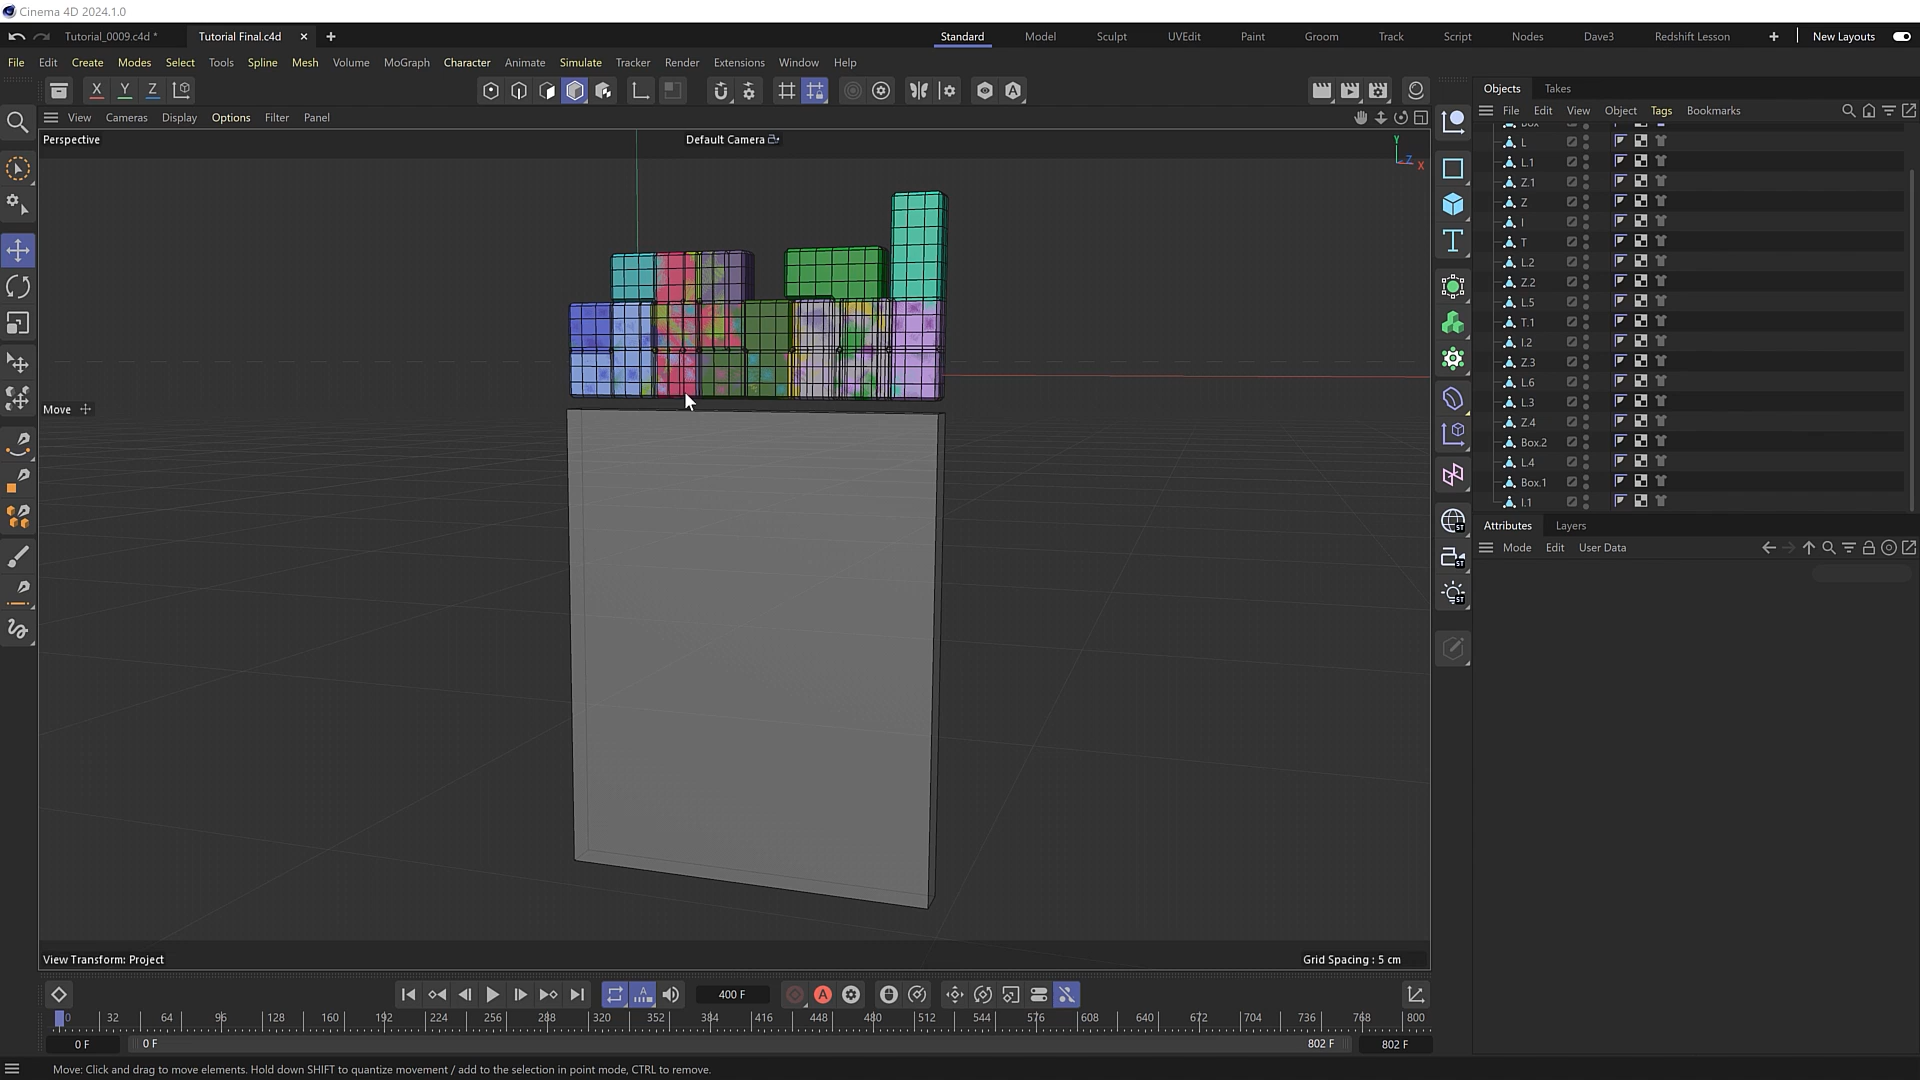 Cinema 4D 2024.1.0
Tutorial_0009.c4d *
Tutorial Final.c4d
Standard
Model
Sculpt
UVEdit
Paint
Groom
Track
Script
Nodes
Dave3
Redshift Lesson
New Layouts
File Edit Create Modes Select Tools Spline Mesh Volume MoGraph Character Animate Simulate Tracker Render Extensions Window Help
X Y Z
Objects Takes
View Cameras Display Options Filter Panel
File Edit View Object Tags Bookmarks
Perspective
Default Camera
Y
Z
X
L
L.1
Z.1
Z
I
T
L.2
Z.2
L.5
T.1
I.2
Z.3
L.6
L.3
Z.4
Box.2
L.4
Box.1
I.1
Move
Attributes Layers
Mode Edit User Data
View Transform: Project
Grid Spacing : 5 cm
400 F
0 32 64 96 128 160 192 224 256 288 320 352 384 416 448 480 512 544 576 608 640 672 704 736 768 800
0 F
0 F
802 F
802 F
Move: Click and drag to move elements. Hold down SHIFT to quantize movement / add to the selection in point mode, CTRL to remove.